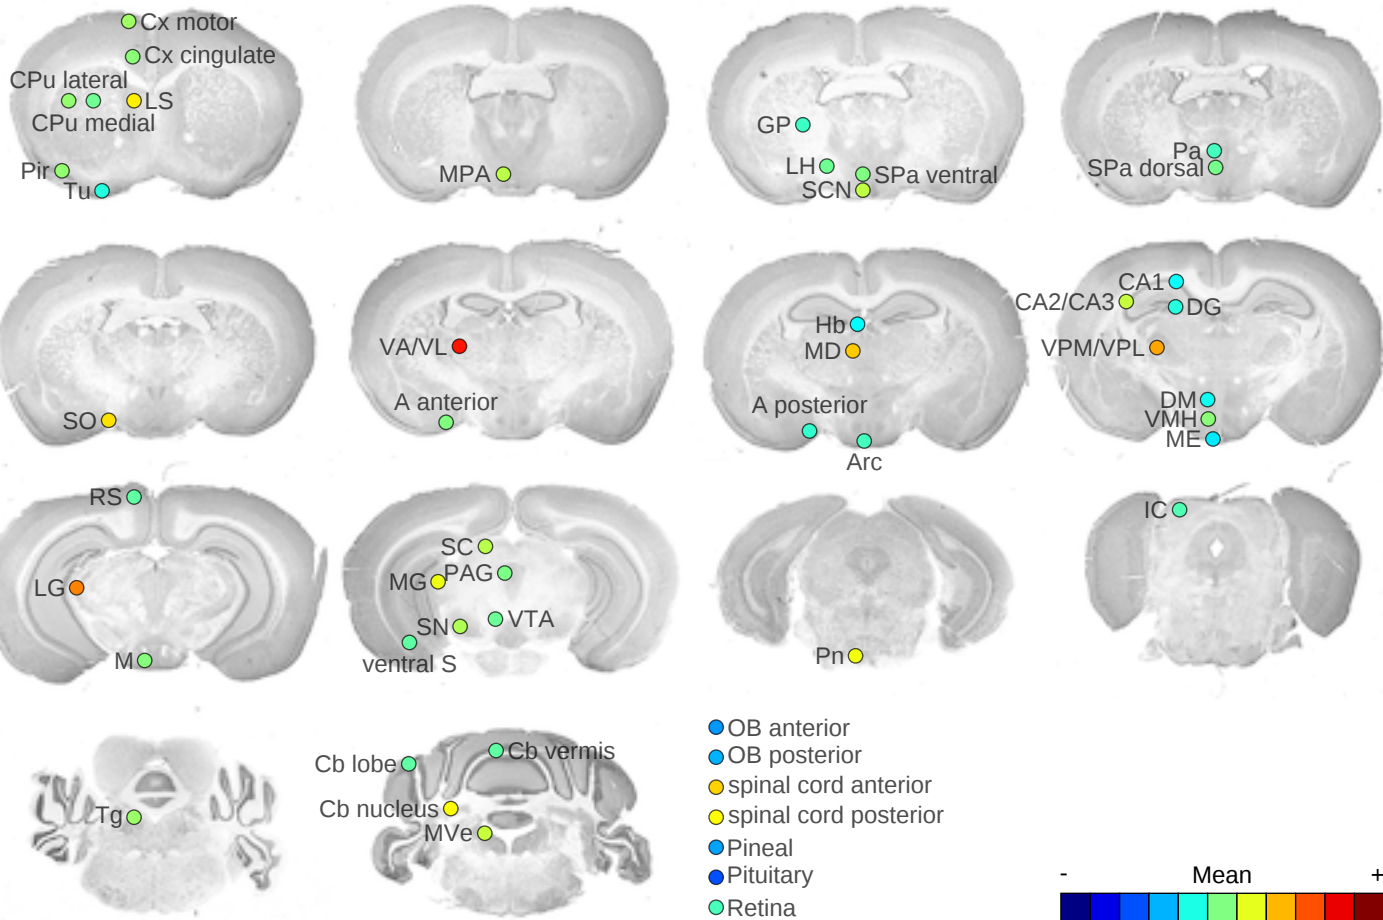 Cx motor
Cx cingulate
CPu lateral
LS
CPu medial
Pir
Tu
MPA
GP
LH
SPa ventral
SCN
Pa
SPa dorsal
SO
VA/VL
A anterior
Hb
MD
A posterior
Arc
CA1
CA2/CA3
DG
VPM/VPL
DM
VMH
ME
RS
LG
M
SC
PAG
MG
SN
VTA
ventral S
Pn
IC
Tg
Cb lobe
Cb vermis
Cb nucleus
MVe
OB anterior
OB posterior
spinal cord anterior
spinal cord posterior
Pineal
Pituitary
Retina
- Mean +